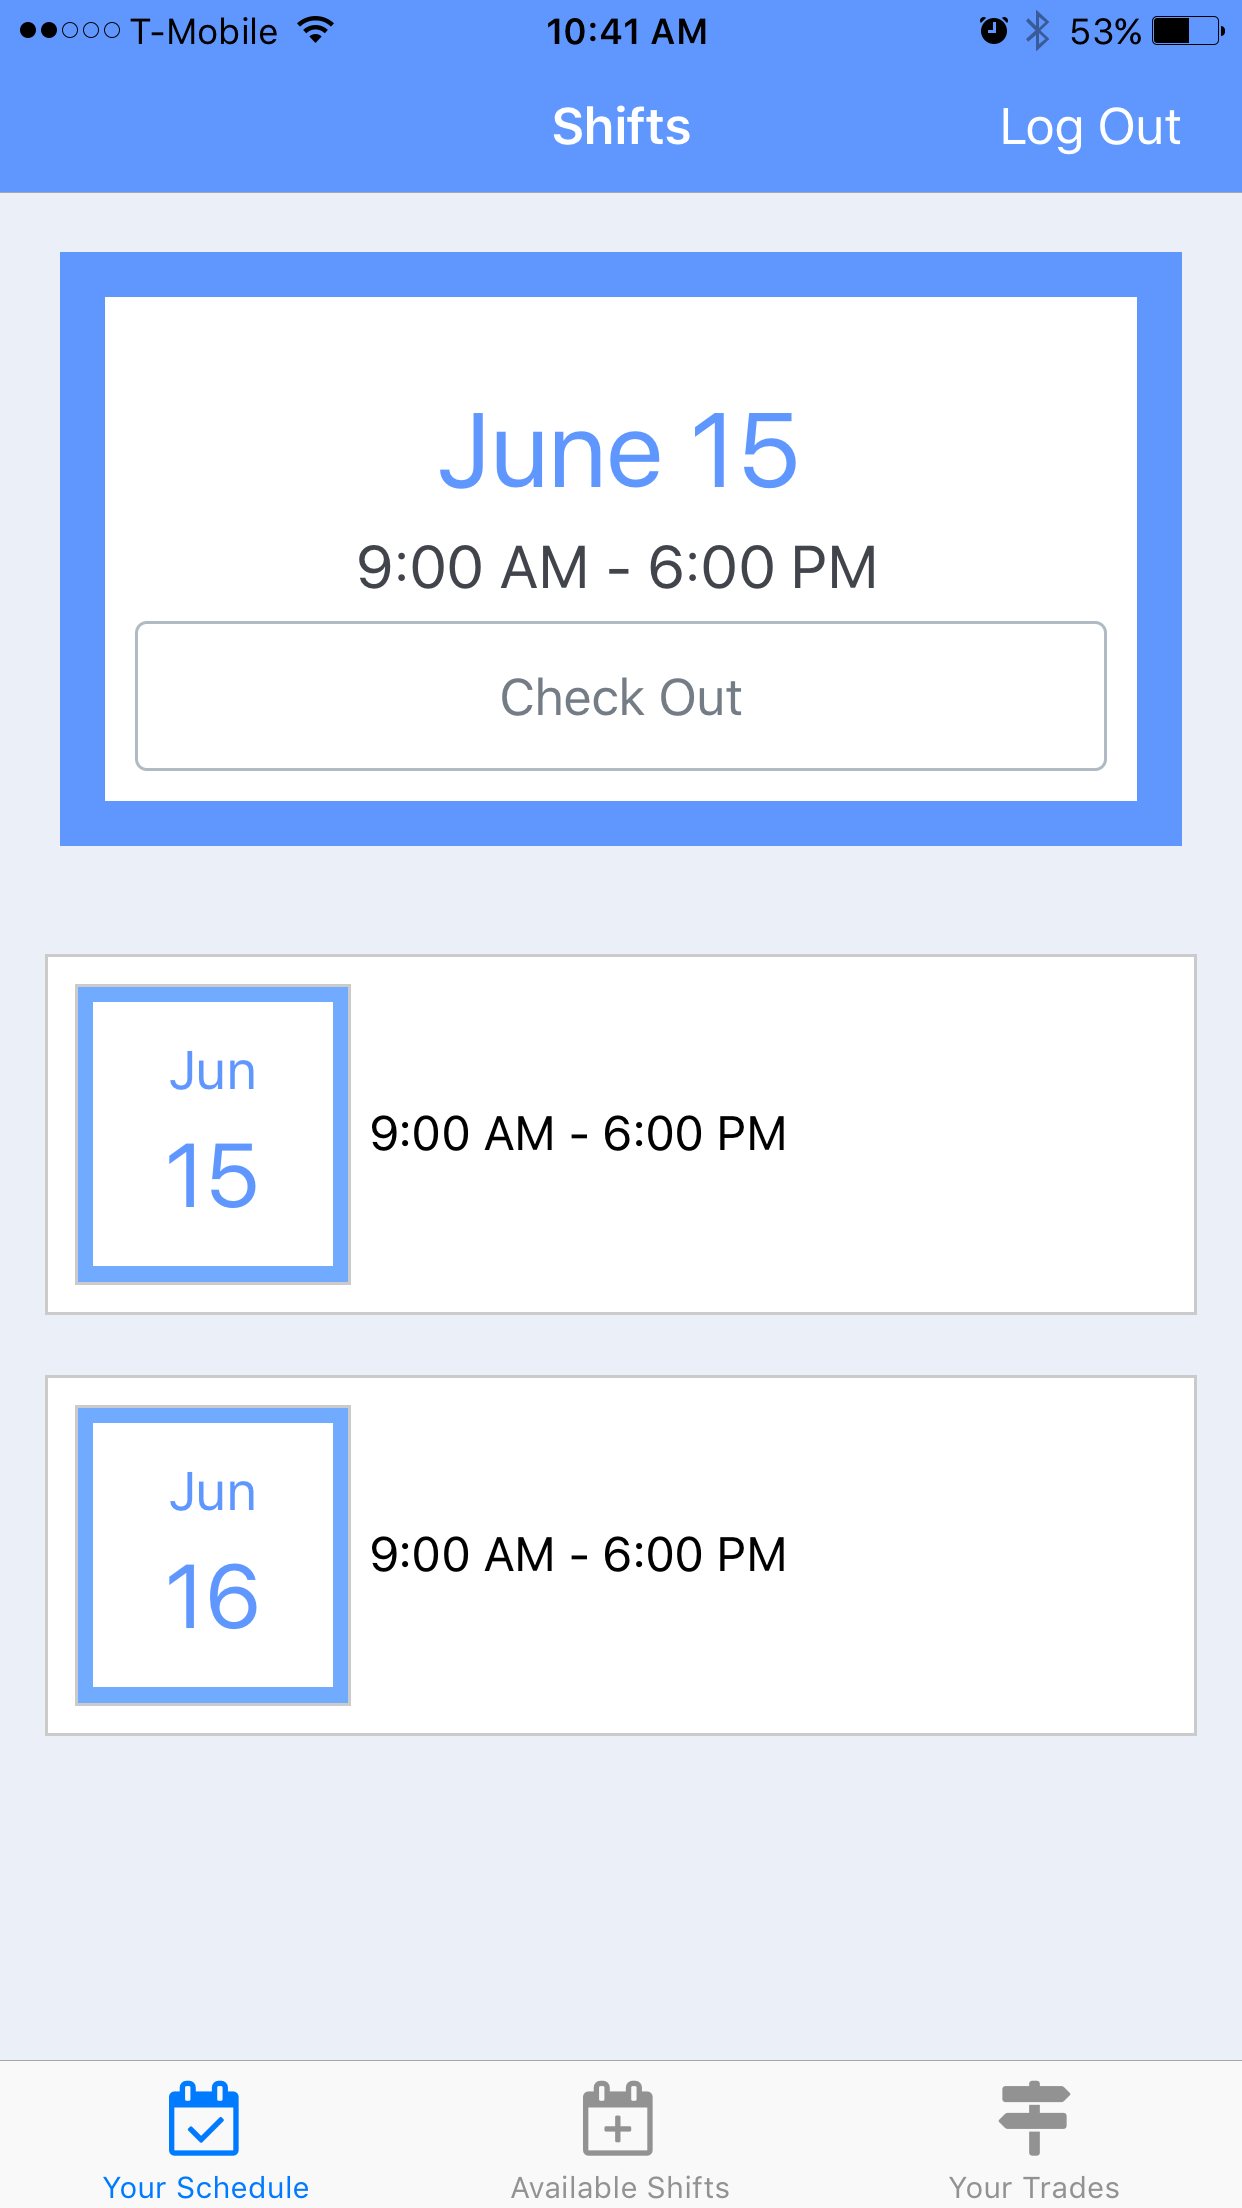 T-Mobile 10:41 AM 53%
Shifts Log Out
June 15
9:00 AM - 6:00 PM
Check Out
Jun
15
9:00 AM - 6:00 PM
Jun
16
9:00 AM - 6:00 PM
Your Schedule Available Shifts Your Trades